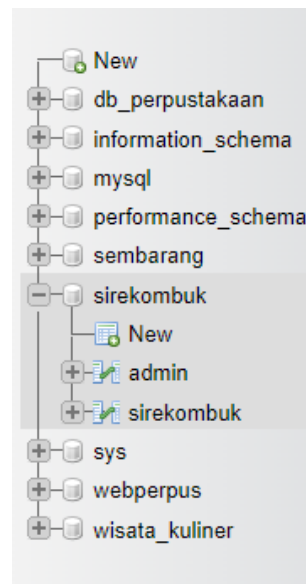 New
db_perpustakaan
information_schema
mysql
performance_schema
sembarang
sirekombuk
New
admin
sirekombuk
sys
webperpus
wisata_kuliner